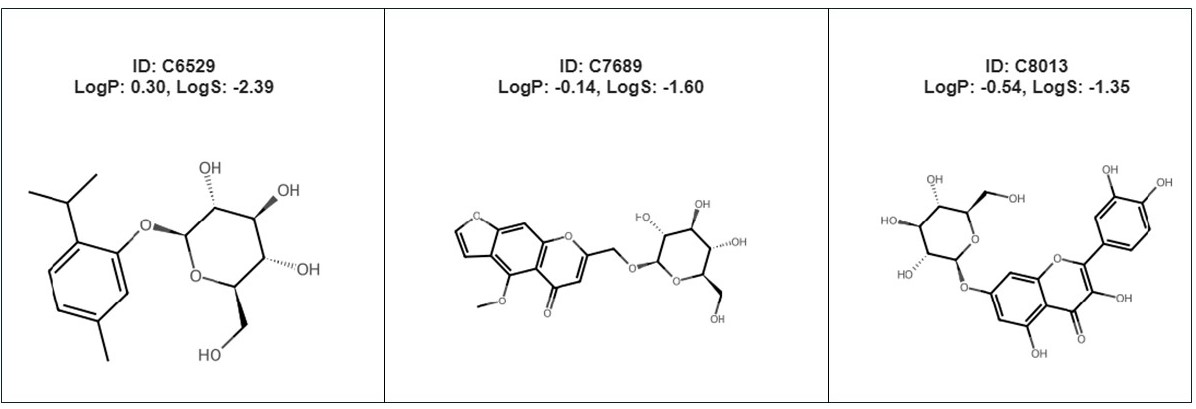 ID: C6529
LogP: 0.30, LogS: -2.39
OH
OH
O
O
OH
HO
ID: C7689
LogP: -0.14, LogS: -1.60
OH
HO
O
O
OH
O
O
O
O
OH
ID: C8013
LogP: -0.54, LogS: -1.35
OH
OH
OH
OH
HO
O
HO
O
O
OH
O
OH